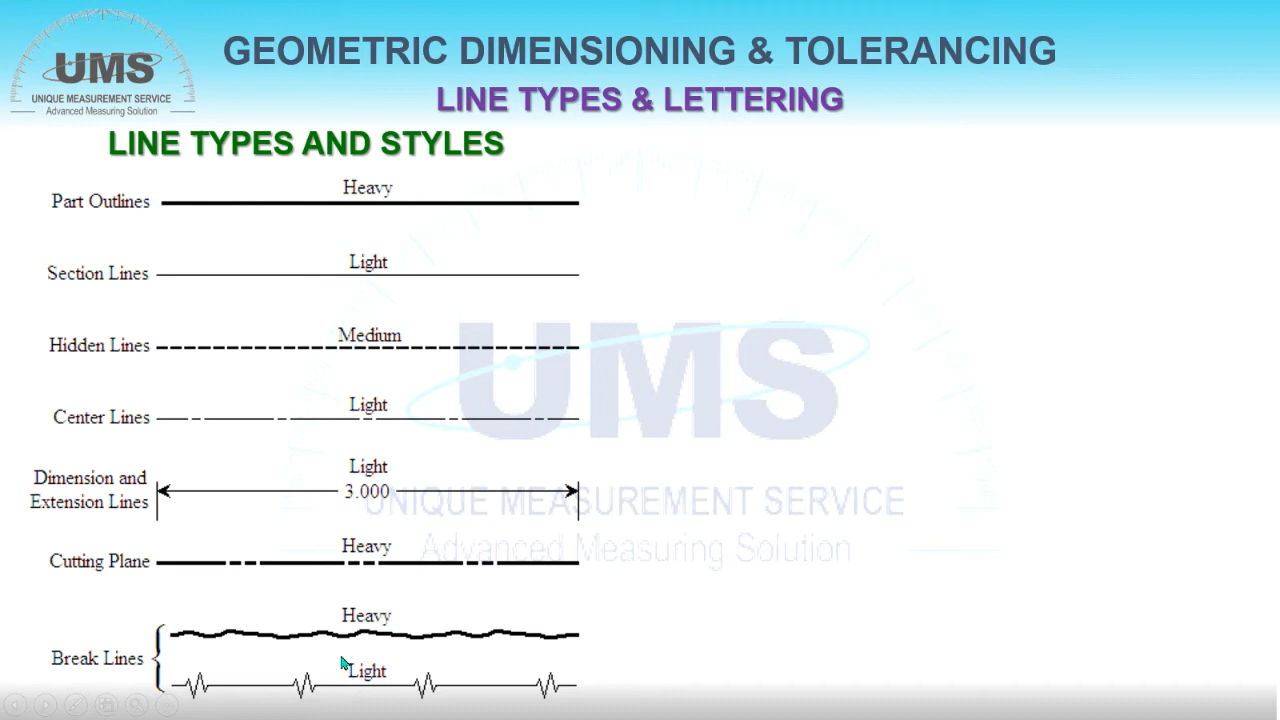 UMS
UNIQUE MEASUREMENT SERVICE
Advanced Measuring Solution
GEOMETRIC DIMENSIONING & TOLERANCING
LINE TYPES & LETTERING
LINE TYPES AND STYLES
Heavy
Part Outlines
Light
Section Lines
Medium
Hidden Lines
Light
Center Lines
Light
Dimension and
Extension Lines
3.000
Heavy
Cutting Plane
Heavy
Break Lines
Light
UMS
UNIQUE MEASUREMENT SERVICE
Advanced Measuring Solution